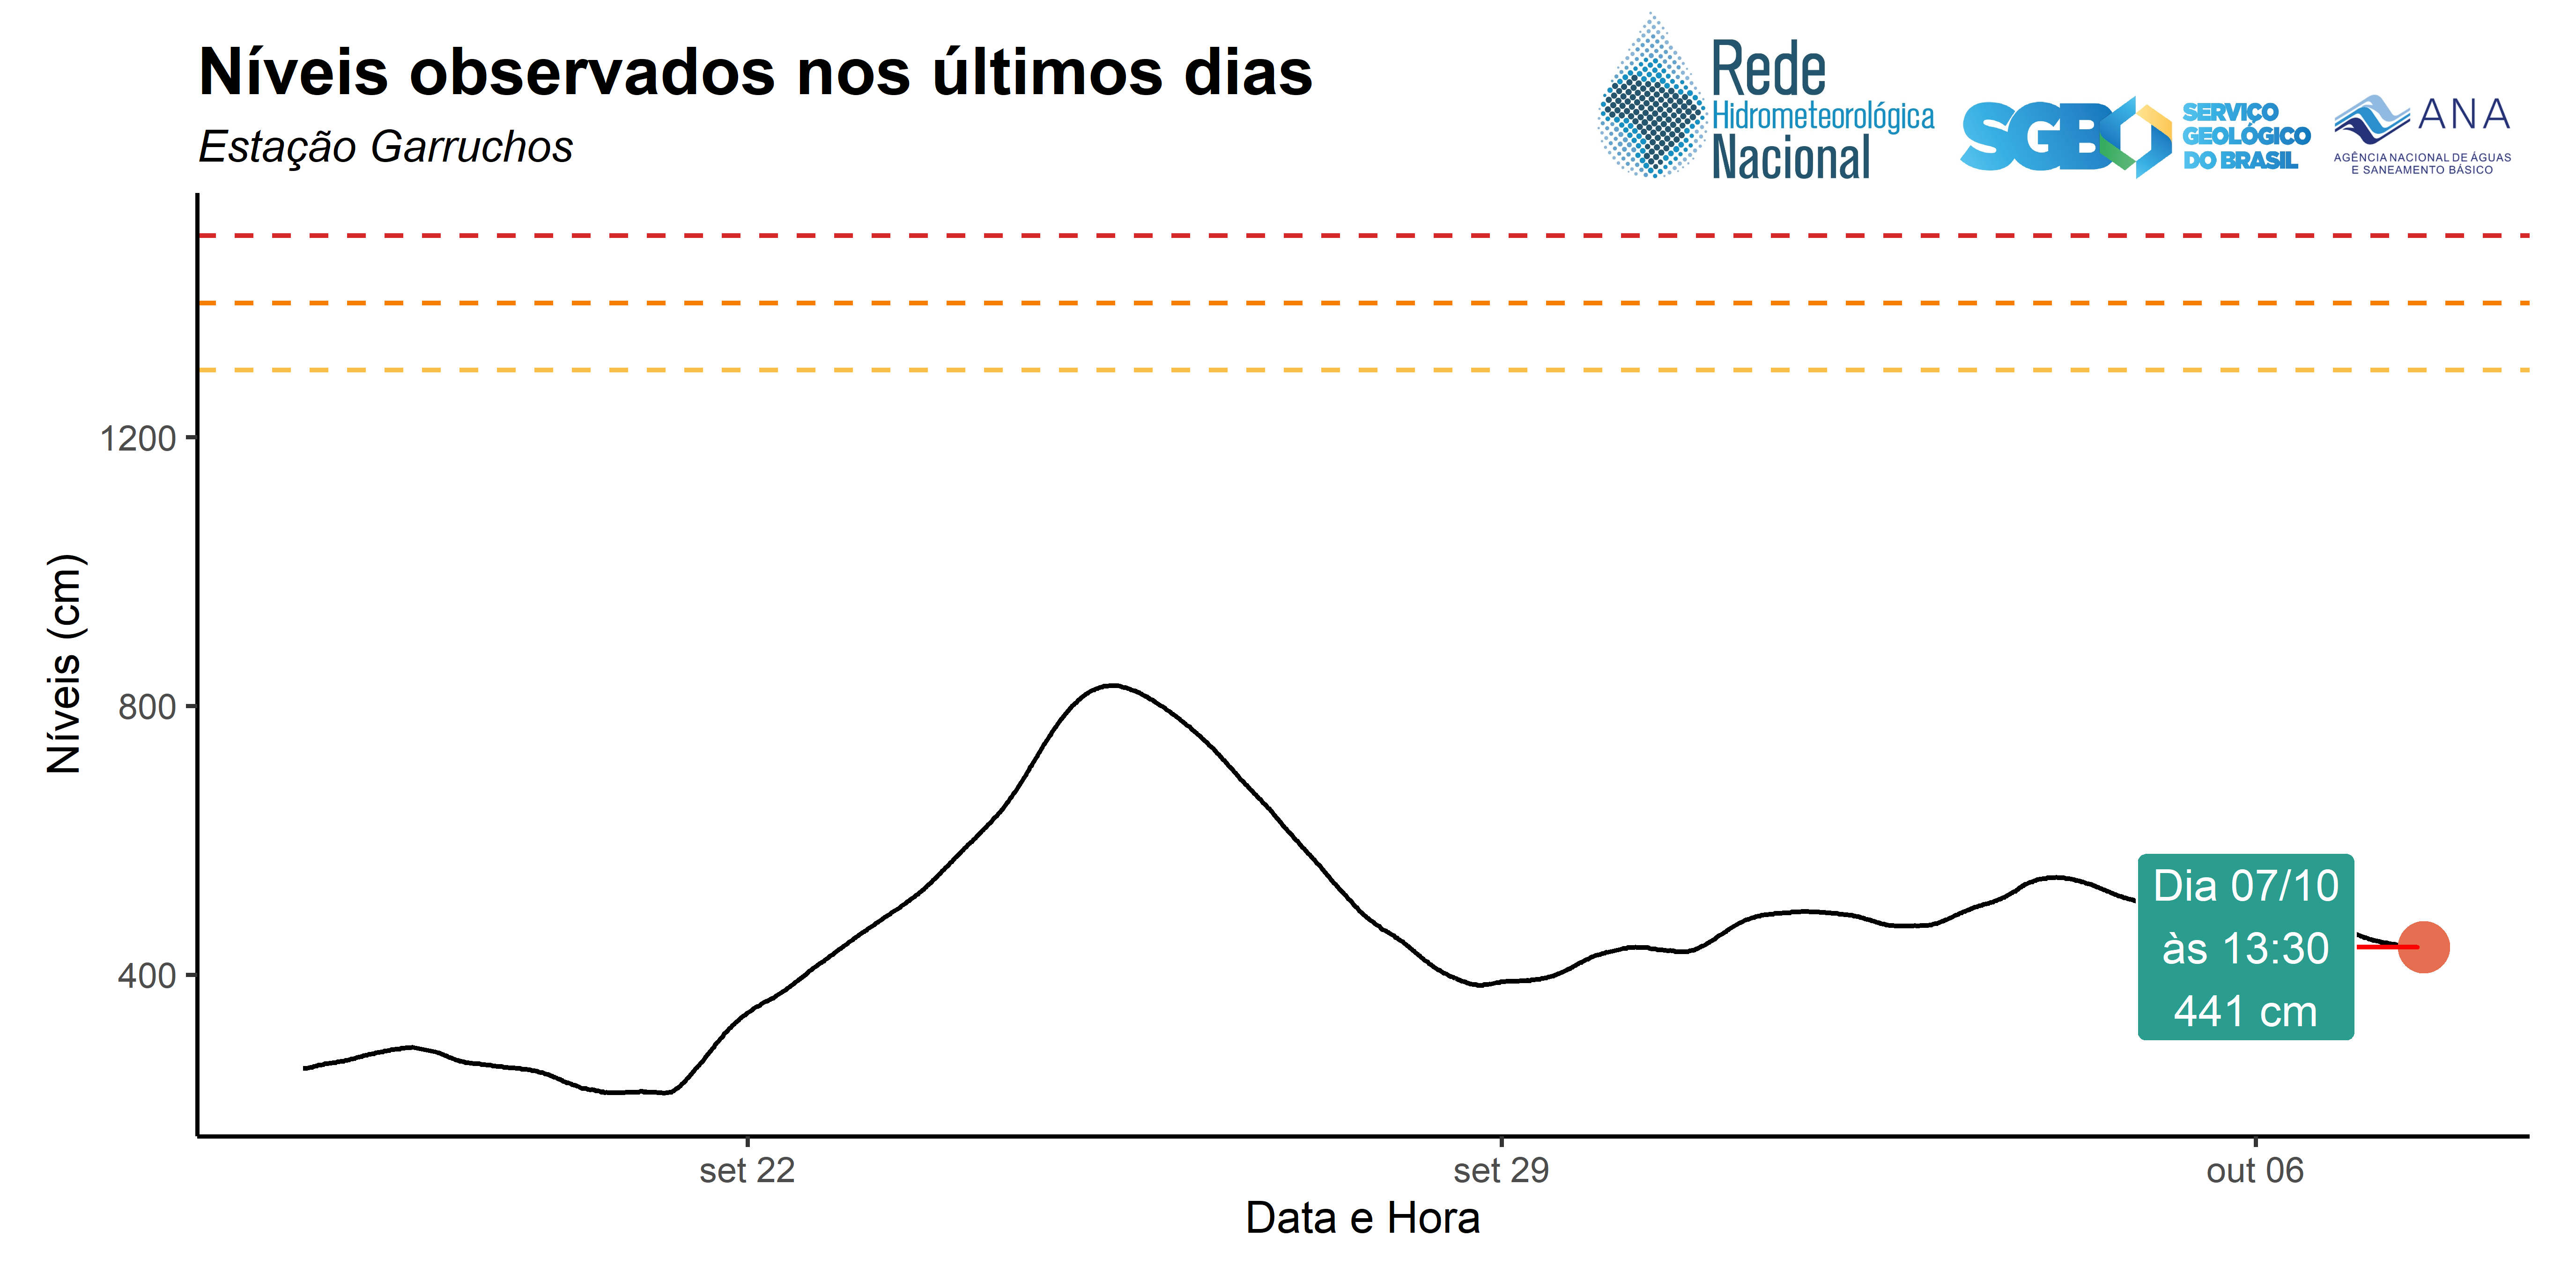 Níveis observados nos últimos dias
Estação Garruchos
Rede
Hidrometeorológica
Nacional
SGB
SERVIÇO
GEOLÓGICO
DO BRASIL
ANA
AGÊNCIA NACIONAL DE ÁGUAS
E SANEAMENTO BÁSICO
Níveis (cm)
1200
800
400
Dia 07/10
às 13:30
441 cm
set 22
set 29
out 06
Data e Hora